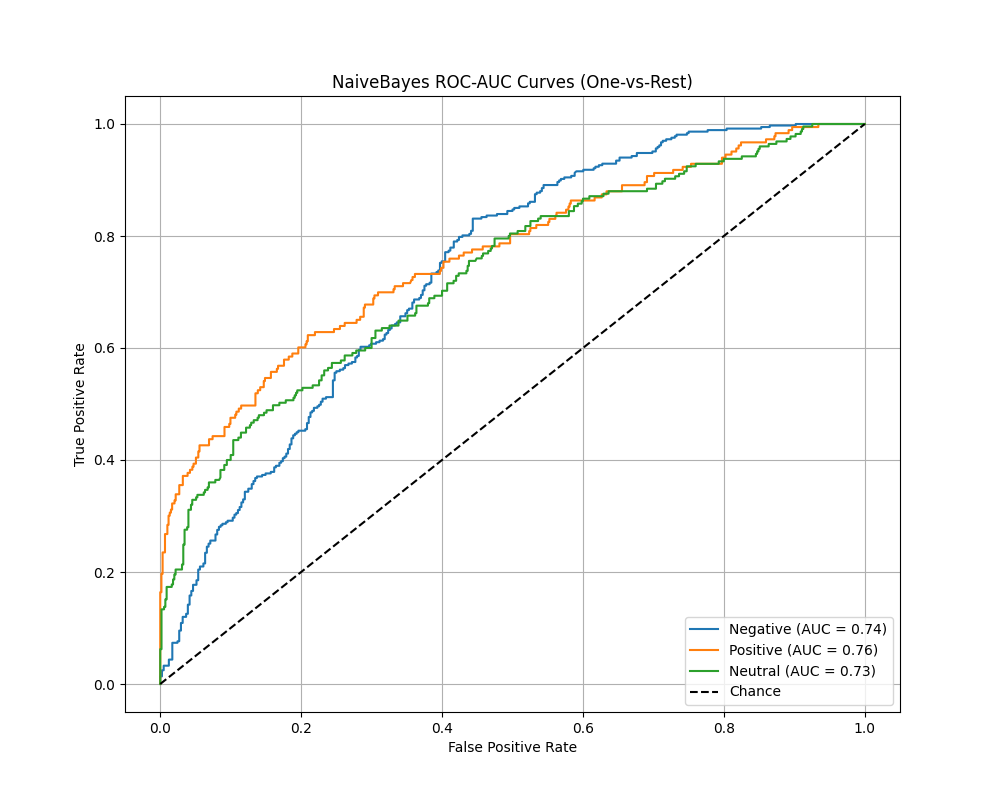 NaiveBayes ROC-AUC Curves (One-vs-Rest)
1.0
0.8
0.6
0.4
0.2
0.0
True Positive Rate
0.0 0.2 0.4 0.6 0.8 1.0
False Positive Rate
Negative (AUC = 0.74)
Positive (AUC = 0.76)
Neutral (AUC = 0.73)
Chance